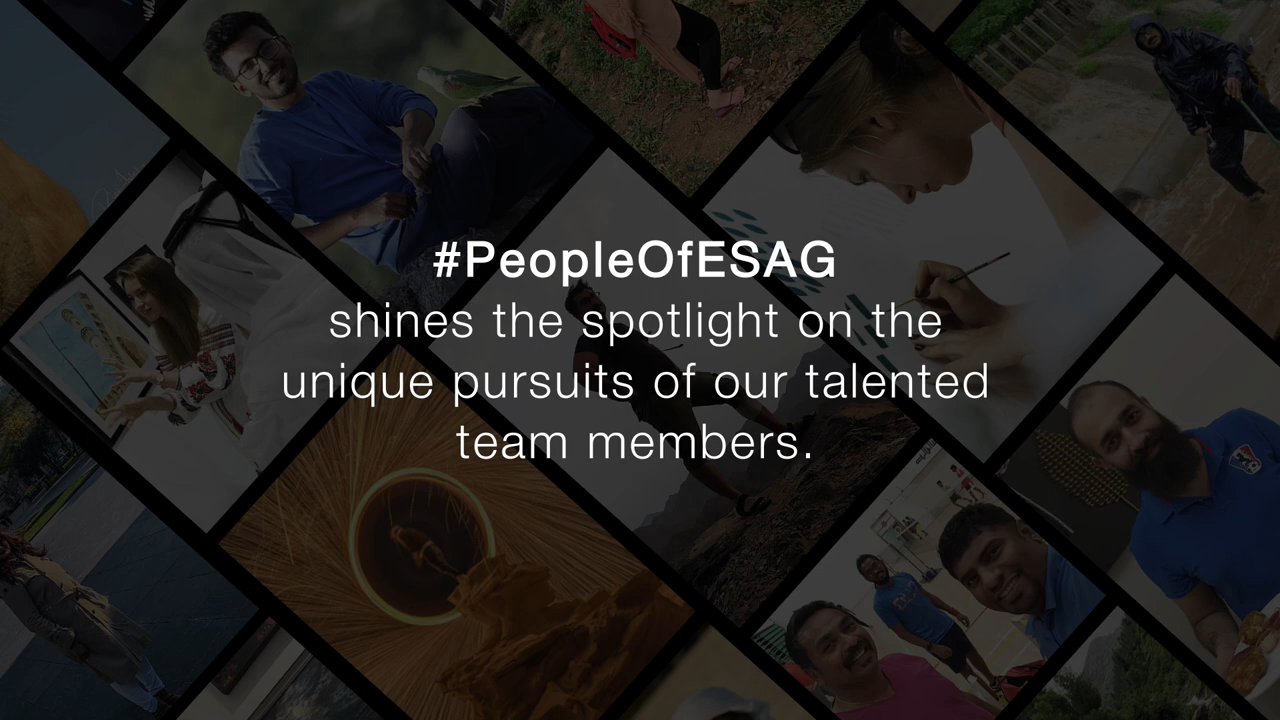 #PeopleOfESAG
shines the spotlight on the
unique pursuits of our talented
team members.